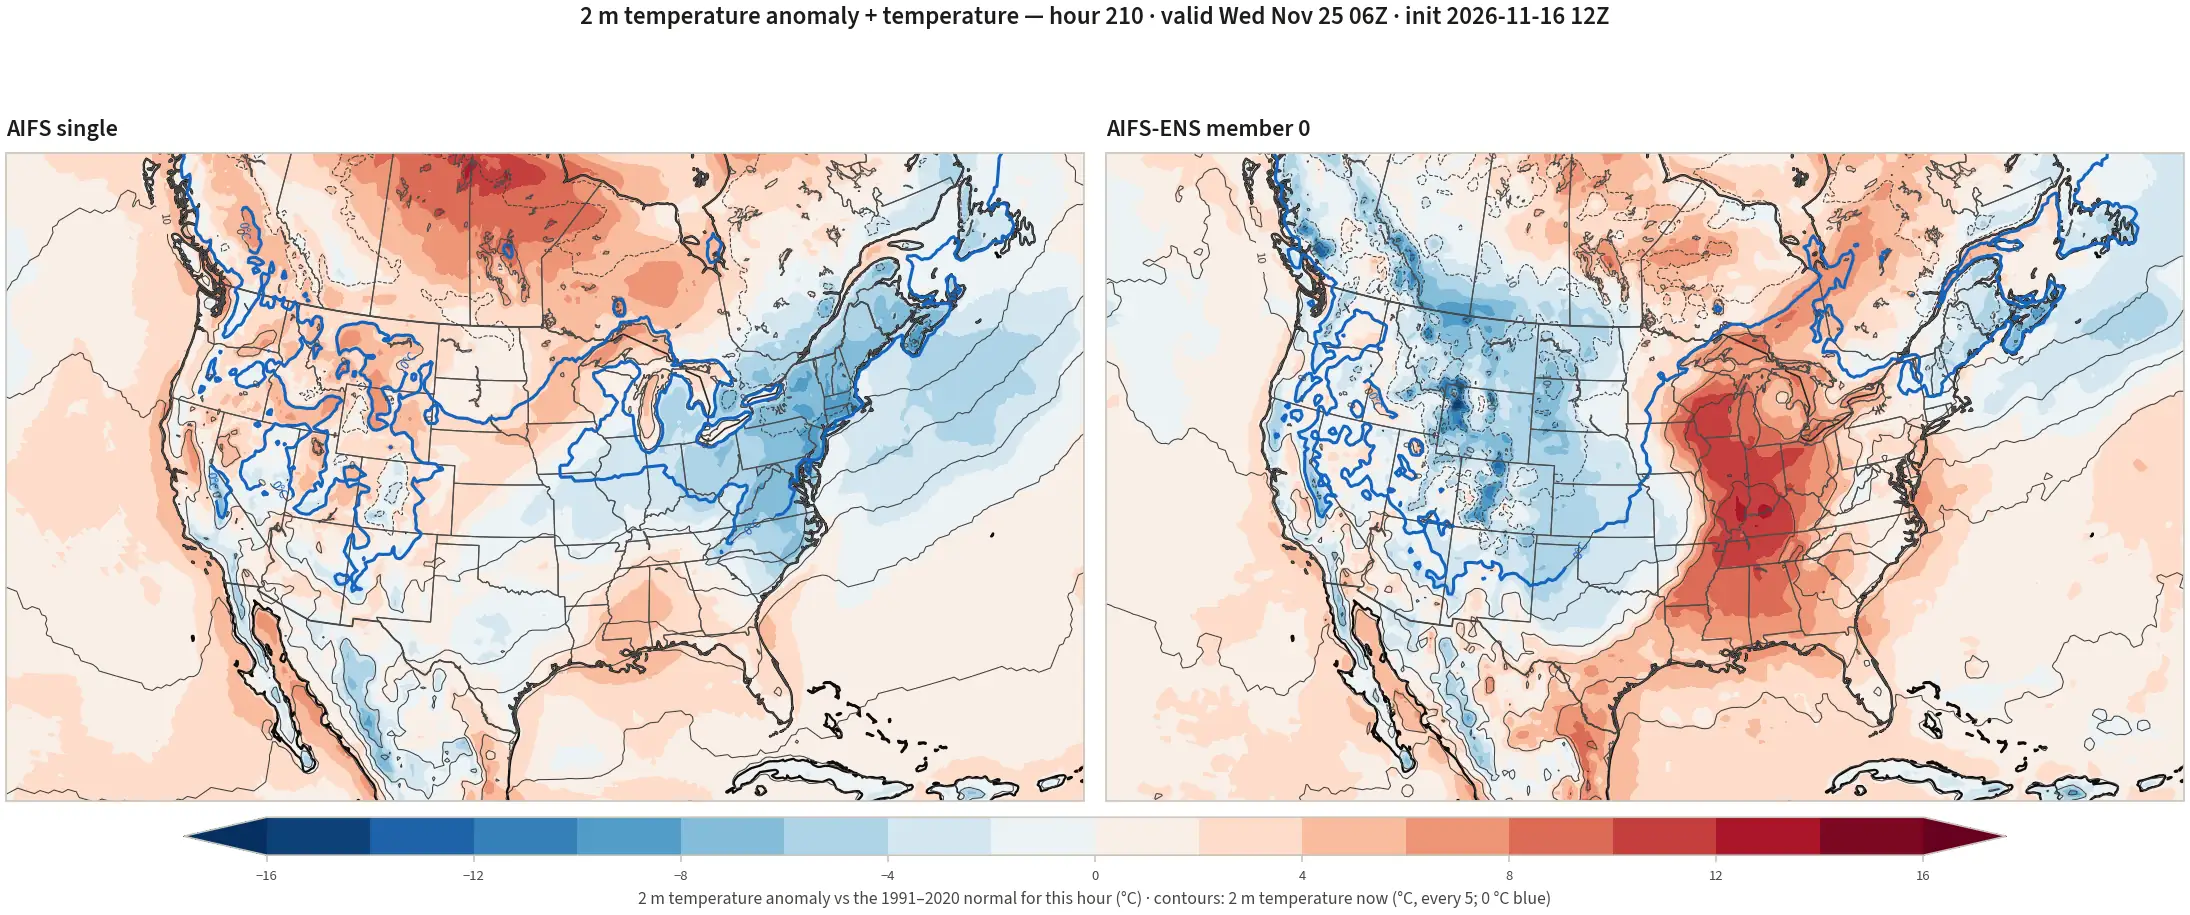 2 m temperature anomaly + temperature — hour 210 · valid Wed Nov 25 06Z · init 2026-11-16 12Z
AIFS single
AIFS-ENS member 0
−16
−12
−8
−4
0
4
8
12
16
2 m temperature anomaly vs the 1991–2020 normal for this hour (°C) · contours: 2 m temperature now (°C, every 5; 0 °C blue)